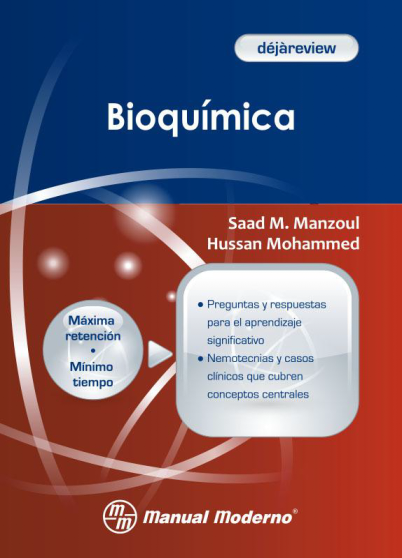 déjàreview
Bioquímica
Saad M. Manzoul
Hussan Mohammed
Máxima
retención
•
Mínimo
tiempo
• Preguntas y respuestas
para el aprendizaje
significativo
• Nemotecnias y casos
clínicos que cubren
conceptos centrales
mm Manual Moderno®